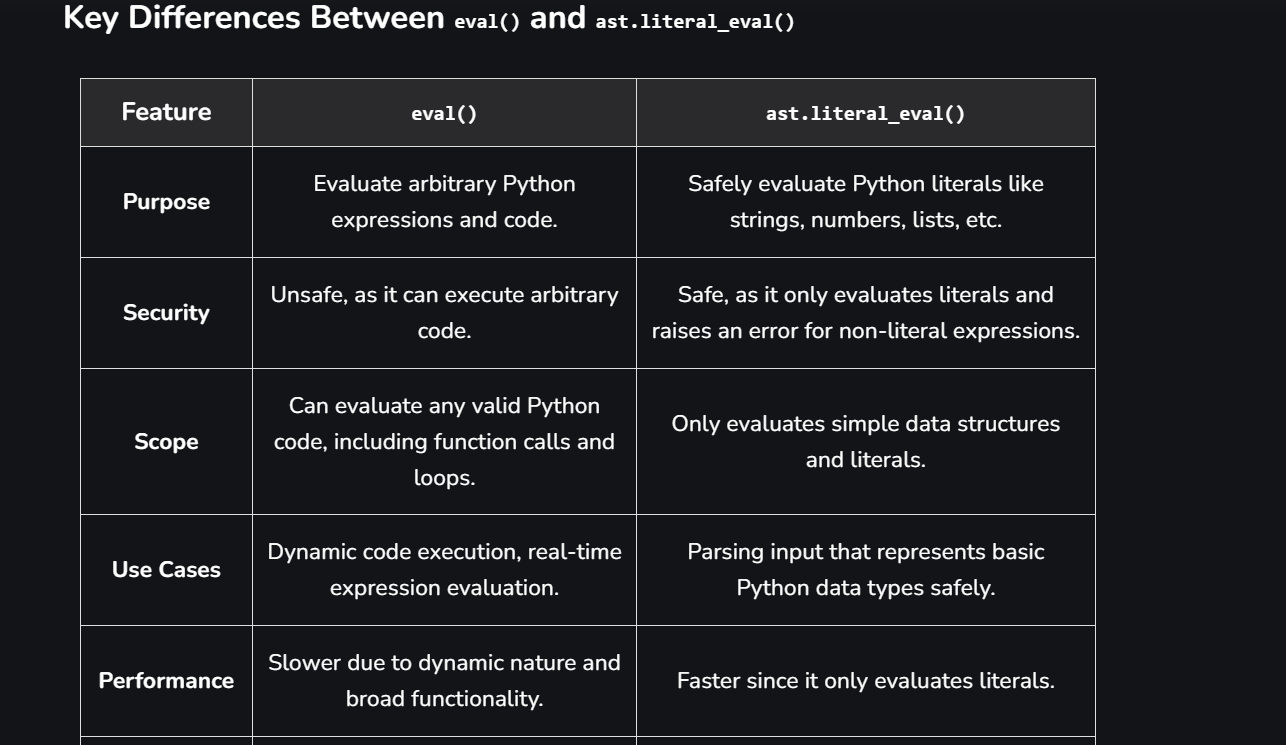 Key Differences Between eval() and ast.literal_eval()
Feature
eval()
ast.literal_eval()
Purpose
Evaluate arbitrary Python
expressions and code.
Safely evaluate Python literals like
strings, numbers, lists, etc.
Security
Unsafe, as it can execute arbitrary
code.
Safe, as it only evaluates literals and
raises an error for non-literal expressions.
Scope
Can evaluate any valid Python
code, including function calls and
loops.
Only evaluates simple data structures
and literals.
Use Cases
Dynamic code execution, real-time
expression evaluation.
Parsing input that represents basic
Python data types safely.
Performance
Slower due to dynamic nature and
broad functionality.
Faster since it only evaluates literals.